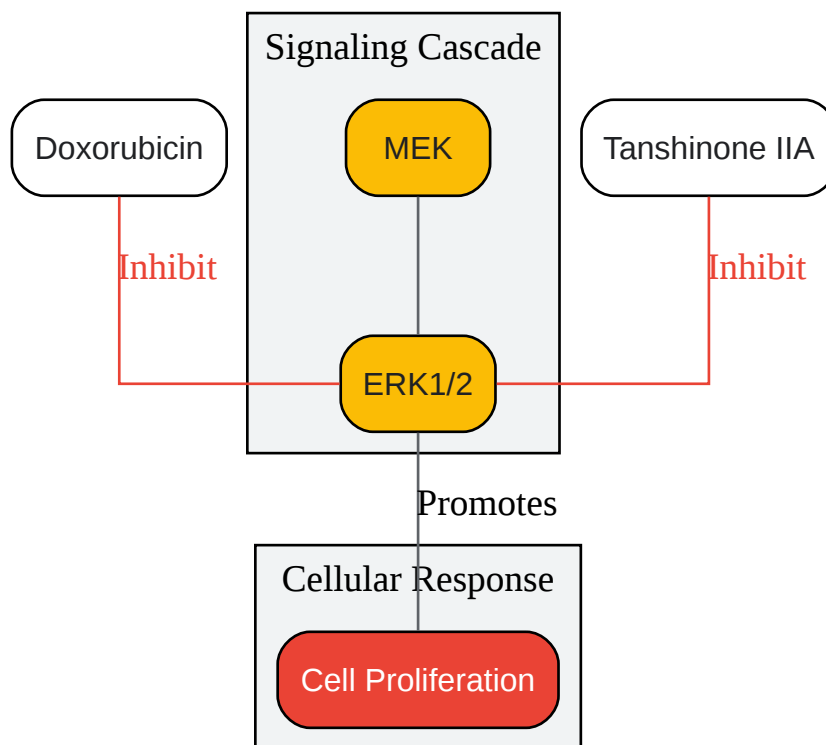 Signaling Cascade
Doxorubicin
MEK
Tanshinone IIA
Inhibit
Inhibit
ERK1/2
Promotes
Cellular Response
Cell Proliferation